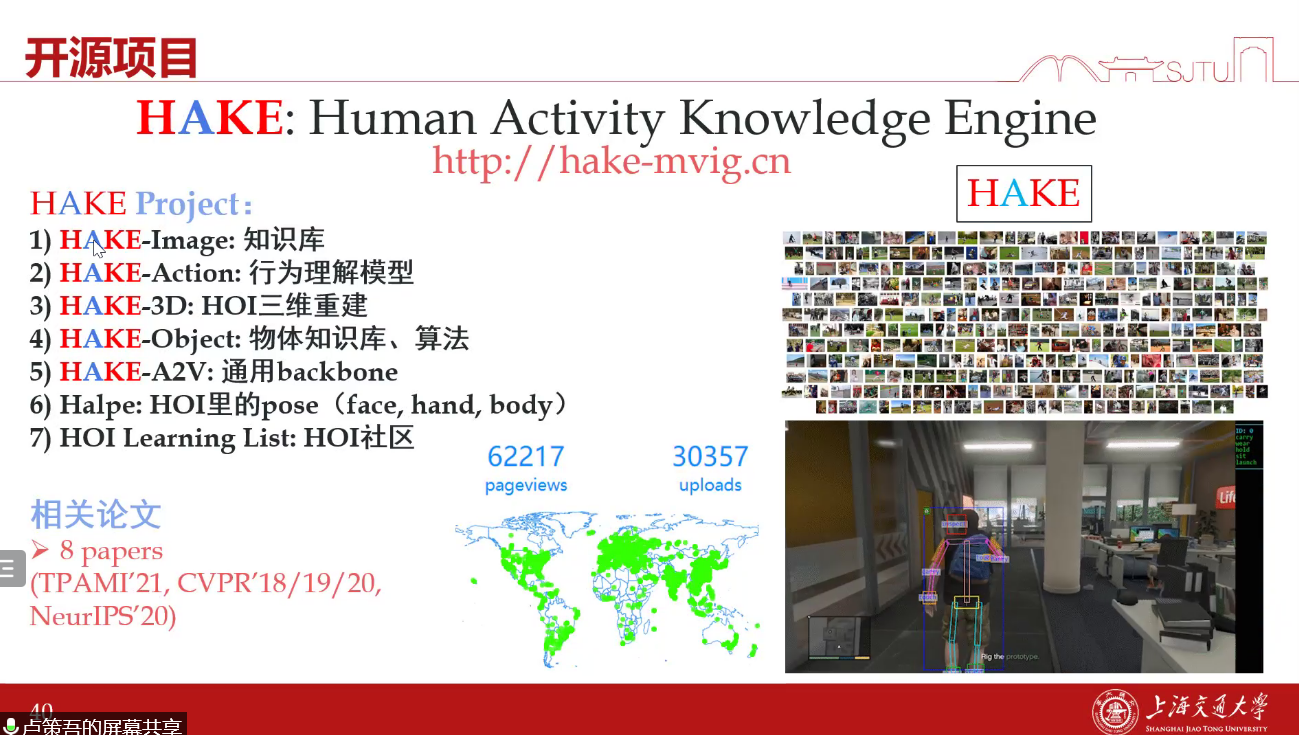 开源项目
SJTU
HAKE: Human Activity Knowledge Engine
http://hake-mvig.cn
HAKE Project：
1) HAKE-Image: 知识库
2) HAKE-Action: 行为理解模型
3) HAKE-3D: HOI三维重建
4) HAKE-Object: 物体知识库、算法
5) HAKE-A2V: 通用backbone
6) Halpe: HOI里的pose（face, hand, body）
7) HOI Learning List: HOI社区
相关论文
➢ 8 papers
(TPAMI’21, CVPR’18/19/20,
NeurIPS’20)
62217
pageviews
30357
uploads
HAKE
ID: 0
carry
wear
hold
sit
launch
Life
Rig the prototype.
40
卢策吾的屏幕共享
上海交通大学
SHANGHAI JIAO TONG UNIVERSITY